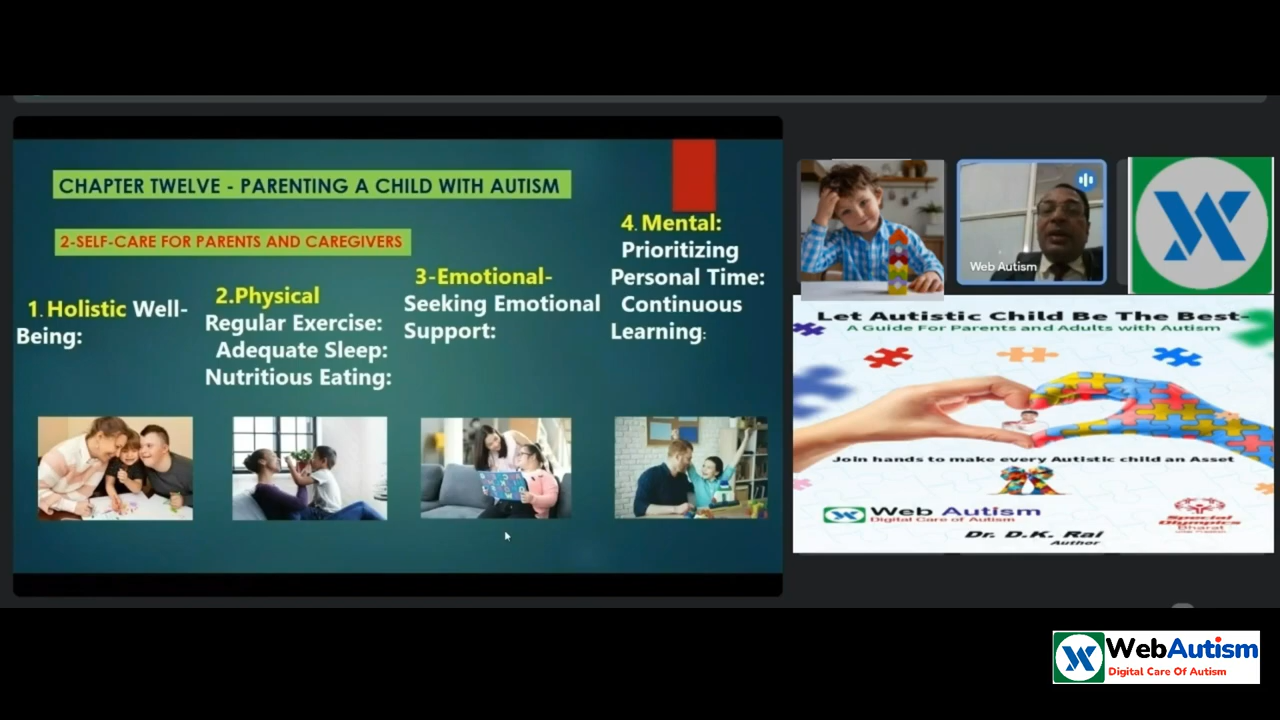 CHAPTER TWELVE - PARENTING A CHILD WITH AUTISM
2-SELF-CARE FOR PARENTS AND CAREGIVERS
1.Holistic Well-
Being:
2.Physical
Regular Exercise:
Adequate Sleep:
Nutritious Eating:
3-Emotional-
Seeking Emotional
Support:
4.Mental:
Prioritizing
Personal Time:
Continuous
Learning:
Web Autism
Let Autistic Child Be The Best-
A Guide For Parents and Adults with Autism
Join hands to make every Autistic child an Asset
Web Autism
Digital Care of Autism
Special
Olympics
Bharat
Dr. D.K. Rai
Author
WebAutism
Digital Care Of Autism